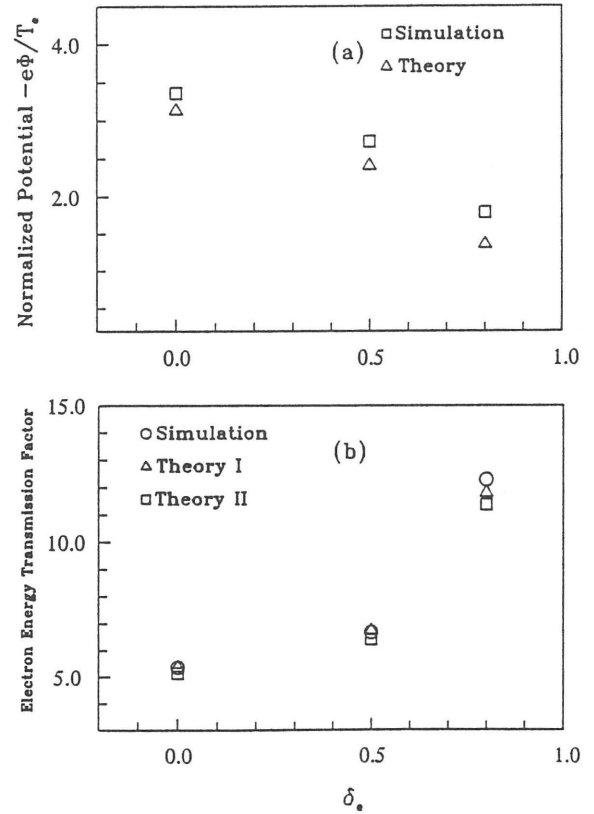 Normalized Potential −eΦ/Tₑ
4.0
2.0
(a)
Simulation
Theory
0.0
0.5
1.0
Electron Energy Transmission Factor
15.0
10.0
5.0
Simulation
Theory I
Theory II
(b)
0.0
0.5
1.0
δₑ